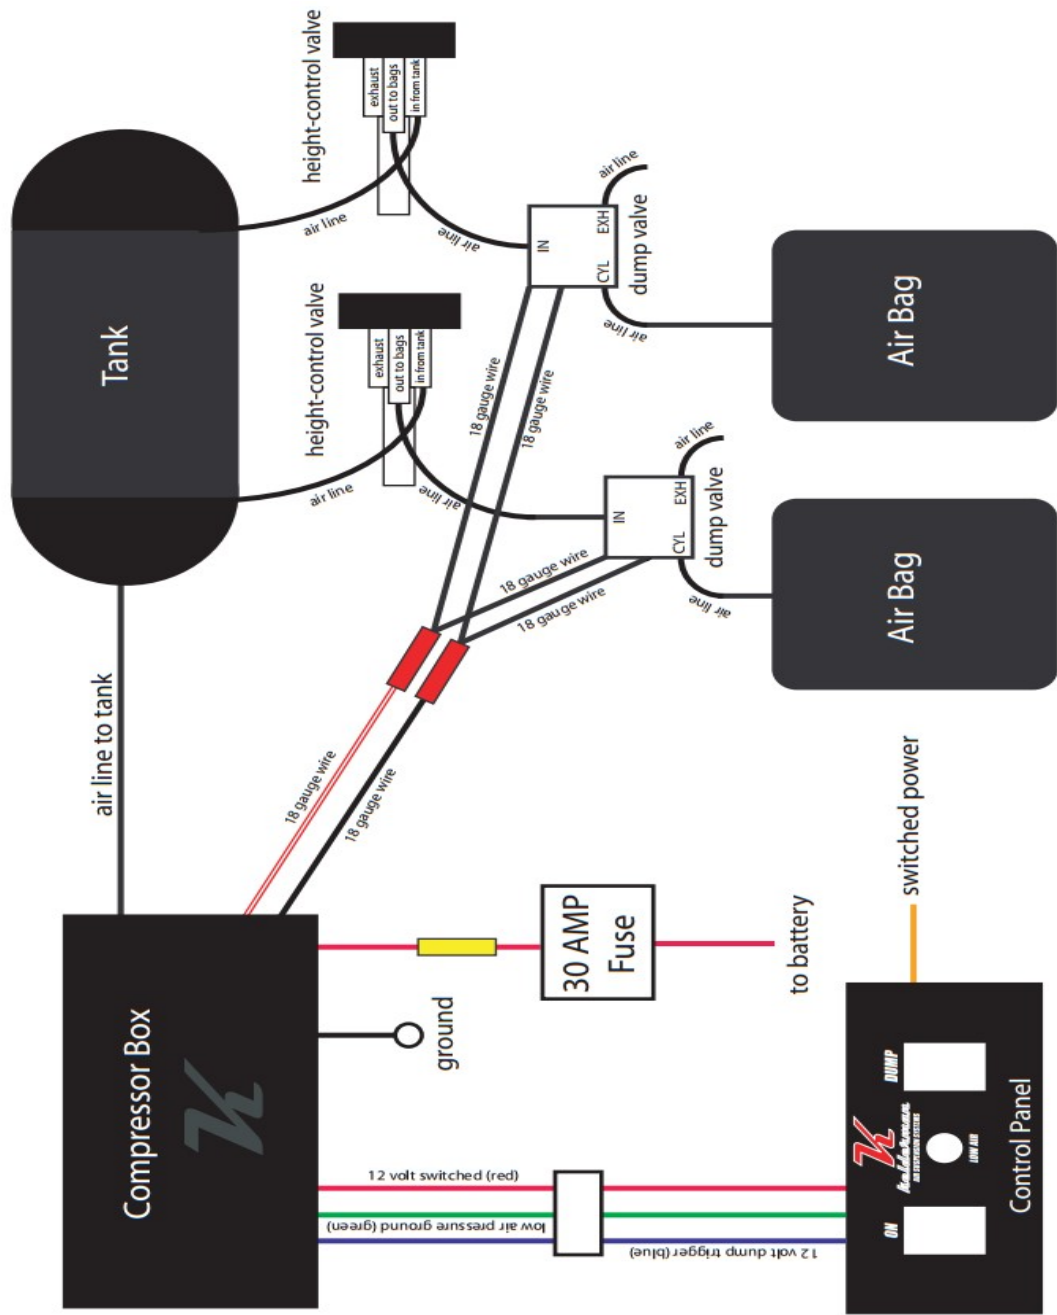 Compressor Box
K
air line to tank
Tank
height-control valve
exhaust
out to bags
in from tank
air line
air line
height-control valve
exhaust
out to bags
in from tank
air line
air line
18 gauge wire
18 gauge wire
18 gauge wire
18 gauge wire
18 gauge wire
18 gauge wire
IN
CYL
EXH
dump valve
air line
air line
IN
CYL
EXH
dump valve
air line
air line
Air Bag
Air Bag
ground
30 AMP
Fuse
to battery
12 volt switched (red)
low air pressure ground (green)
12 volt dump trigger (blue)
switched power
ON
K
Kelderman
AIR SUSPENSION SYSTEMS
LOW AIR
DUMP
Control Panel